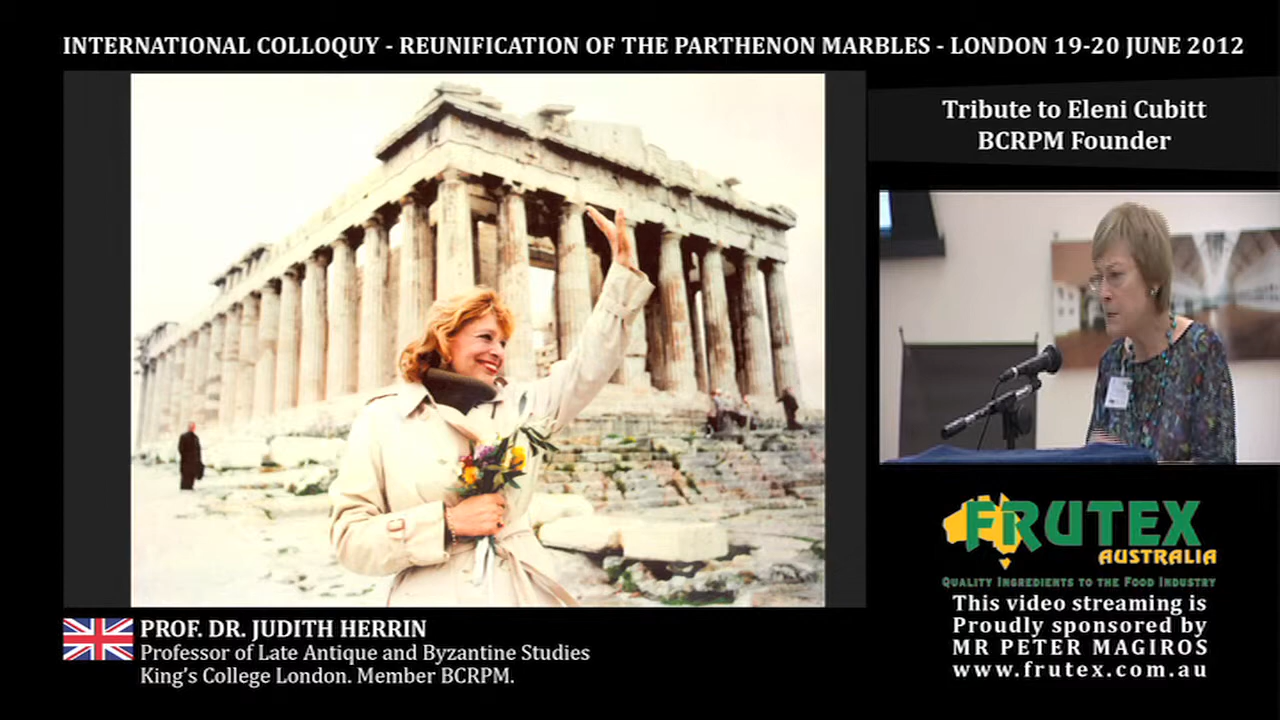 INTERNATIONAL COLLOQUY - REUNIFICATION OF THE PARTHENON MARBLES - LONDON 19-20 JUNE 2012
Tribute to Eleni Cubitt
BCRPM Founder
FRUTEX
AUSTRALIA
QUALITY INGREDIENTS TO THE FOOD INDUSTRY
This video streaming is
Proudly sponsored by
MR PETER MAGIROS
www.frutex.com.au
PROF. DR. JUDITH HERRIN
Professor of Late Antique and Byzantine Studies
King's College London. Member BCRPM.